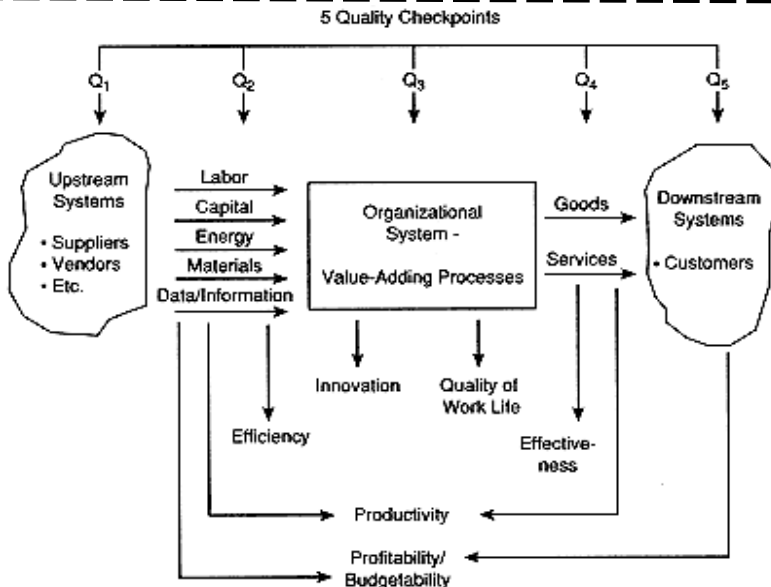 5 Quality Checkpoints
Q1 Q2 Q3 Q4 Q5
Upstream
Systems
• Suppliers
• Vendors
• Etc.
Labor
Capital
Energy
Materials
Data/Information
Organizational
System -
Value-Adding Processes
Goods
Services
Downstream
Systems
• Customers
Innovation
Quality of
Work Life
Efficiency
Effective-
ness
Productivity
Profitability/
Budgetability